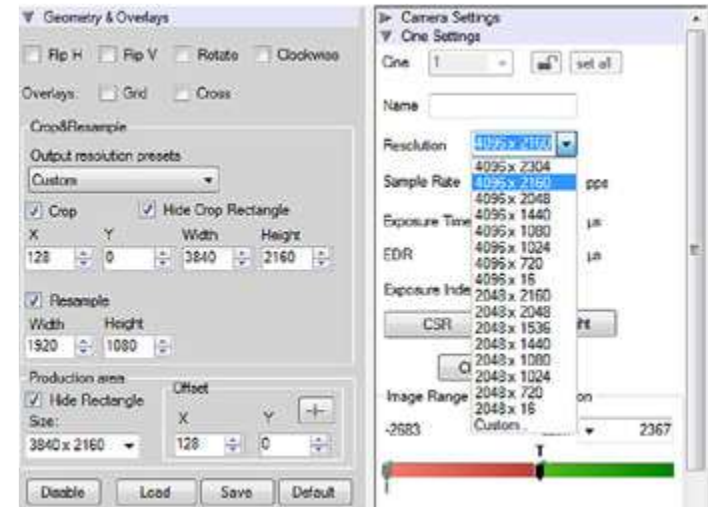 Geometry & Overlays
Flip H Flip V Rotate Clockwise
Overlays: Grid Cross
Crop&Resample
Output resolution presets
Custom
Crop Hide Crop Rectangle
X Y Width Height
128 0 3840 2160
Resample
Width Height
1920 1080
Production area
Hide Rectangle
Size:
3840 x 2160
Offset
X Y
128 0
Disable Load Save Default
Camera Settings
Cine Settings
Cine 1 set all
Name
Resolution 4096 x 2160
4096 x 2304
Sample Rate 4096 x 2160 pps
4096 x 2048
4096 x 1440
Exposure Time 4096 x 1080 µs
4096 x 1024
EDR 4096 x 720 µs
4096 x 16
Exposure Inde 2048 x 2160
2048 x 2048
CSR 2048 x 1536 ht
2048 x 1440
2048 x 1080
2048 x 1024
Image Range 2048 x 720 on
2048 x 16
-2683 Custom... 2367
T